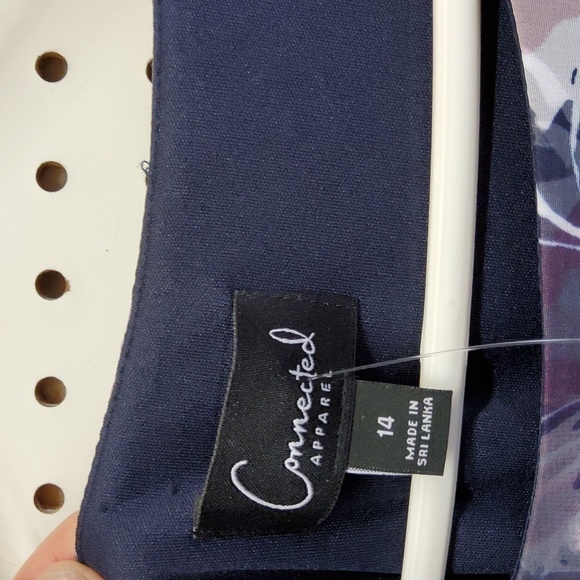 Connected
APPAREL
14
MADE IN
SRI LANKA